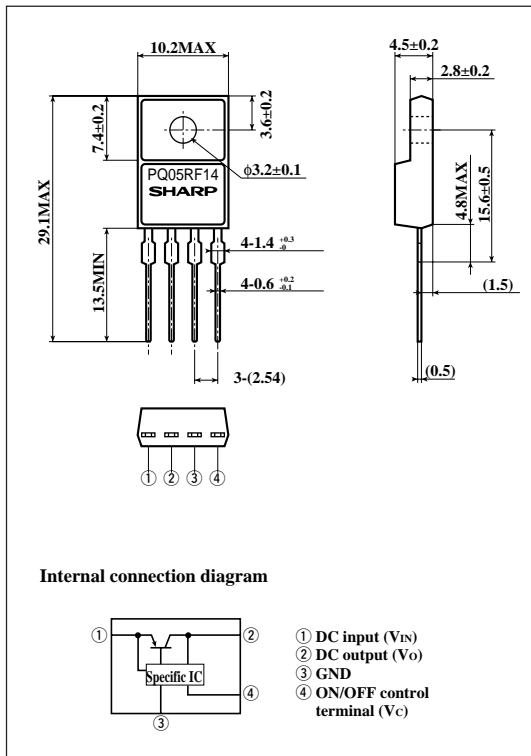 10.2MAX
4.5±0.2
2.8±0.2
7.4±0.2
3.6±0.2
29.1MAX
PQ05RF14
SHARP
ϕ3.2±0.1
4.8MAX
15.6±0.5
13.5MIN
4-1.4 +0.3 -0
4-0.6 +0.2 -0.1
(1.5)
3-(2.54)
(0.5)
① ② ③ ④
Internal connection diagram
①
②
Specific IC
④
③
① DC input (VIN)
② DC output (VO)
③ GND
④ ON/OFF control
terminal (VC)